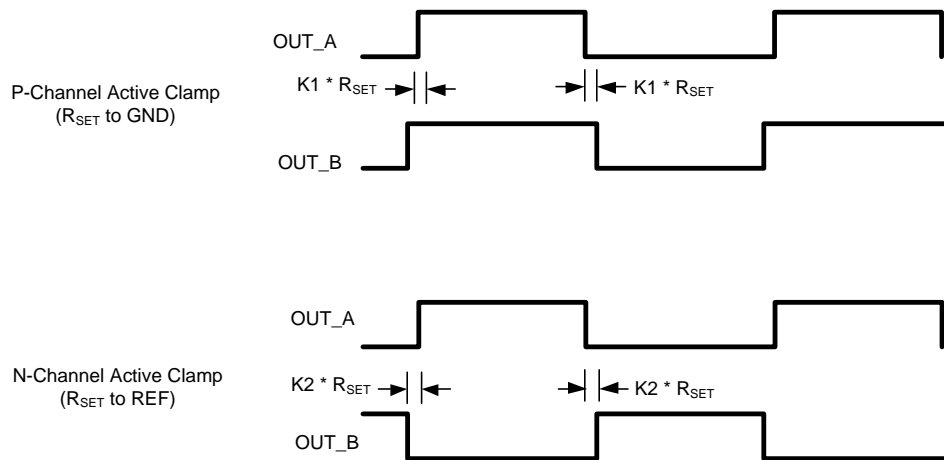 OUT_A
K1 * RSET
K1 * RSET
P-Channel Active Clamp
(RSET to GND)
OUT_B
OUT_A
N-Channel Active Clamp
(RSET to REF)
K2 * RSET
K2 * RSET
OUT_B